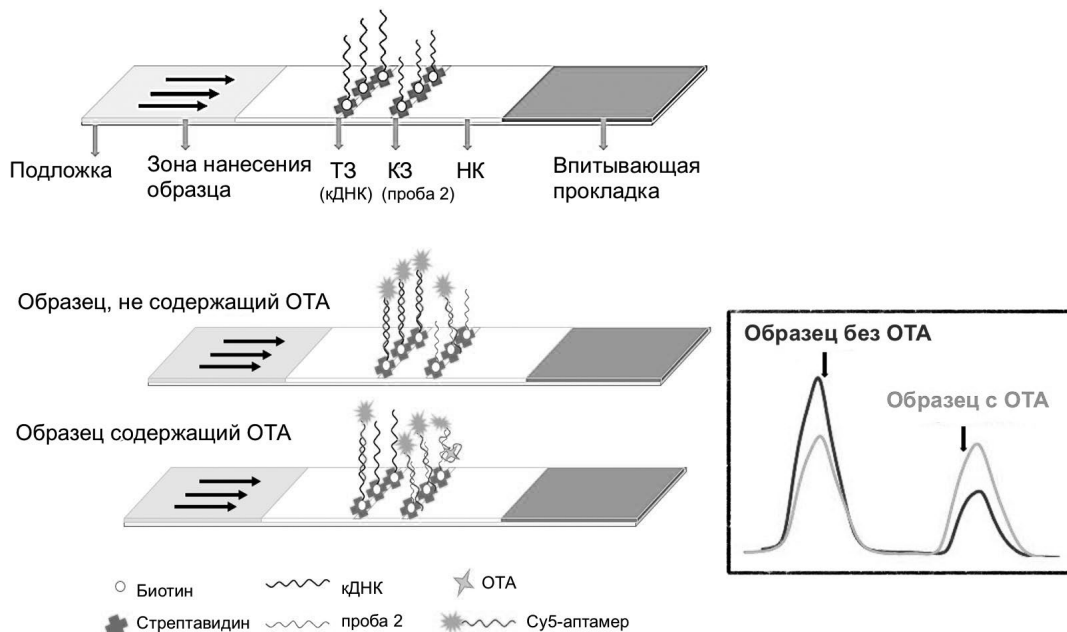 Подложка
Зона нанесения
образца
ТЗ
(кДНК)
КЗ
(проба 2)
НК
Впитывающая
прокладка
Образец, не содержащий ОТА
Образец содержащий ОТА
Образец без ОТА
Образец с ОТА
Биотин
кДНК
ОТА
Стрептавидин
проба 2
Су5-аптамер